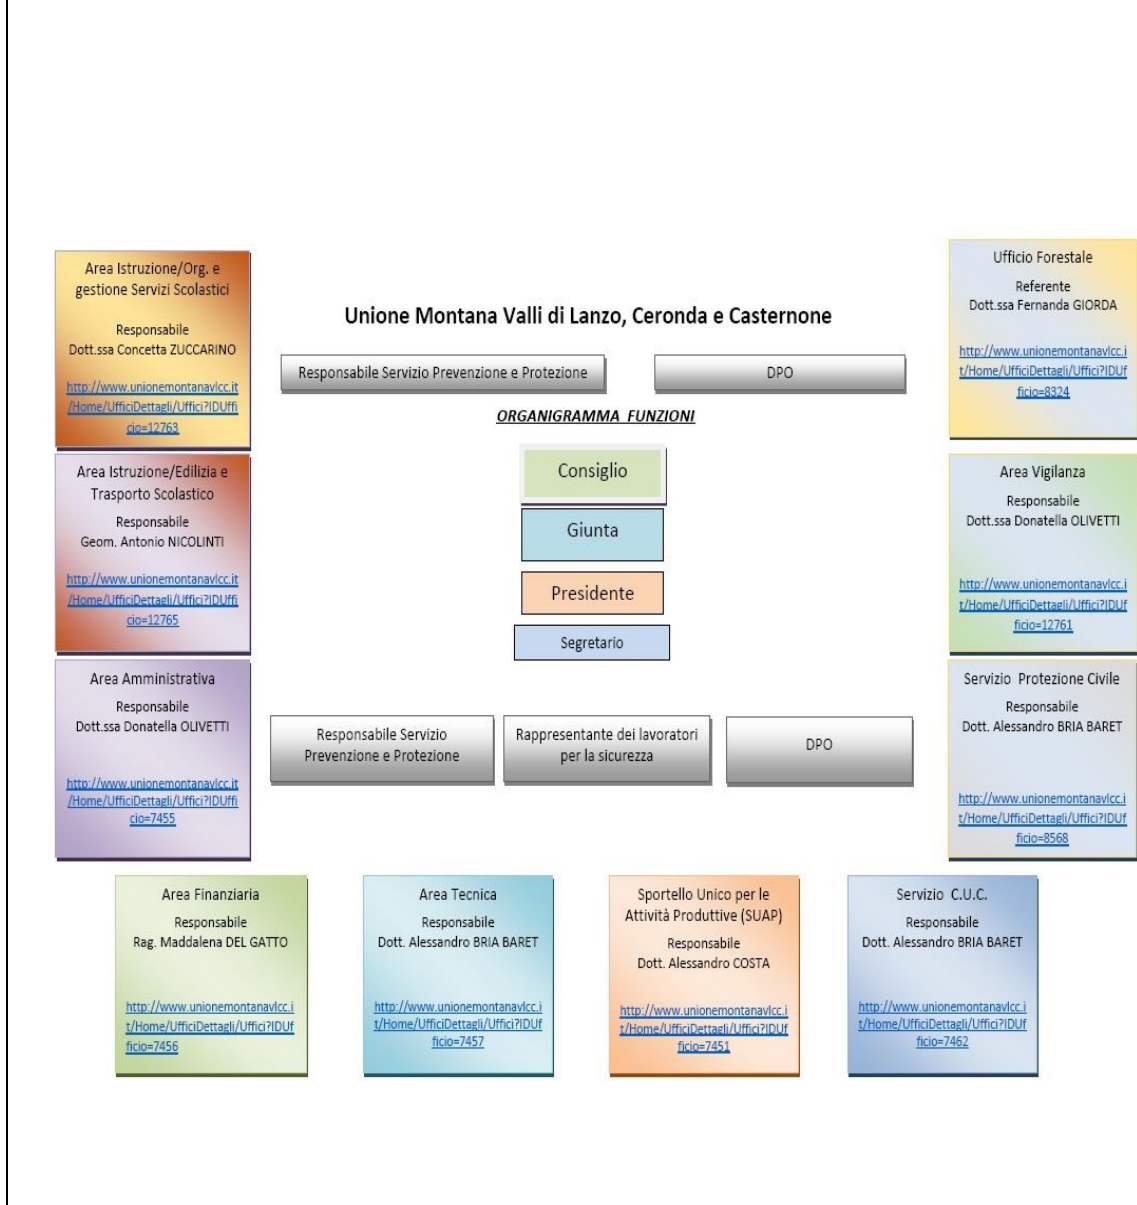 Area Istruzione/Org. e
gestione Servizi Scolastici
Responsabile
Dott.ssa Concetta ZUCCARINO
http://www.unionemontanavlcc.it
/Home/UfficiDettagli/Uffici?IDUffi
cio=12763
Area Istruzione/Edilizia e
Trasporto Scolastico
Responsabile
Geom. Antonio NICOLINTI
http://www.unionemontanavlcc.it
/Home/UfficiDettagli/Uffici?IDUffi
cio=12765
Area Amministrativa
Responsabile
Dott.ssa Donatella OLIVETTI
http://www.unionemontanavlcc.it
/Home/UfficiDettagli/Uffici?IDUffi
cio=7455
Unione Montana Valli di Lanzo, Ceronda e Casternone
Responsabile Servizio Prevenzione e Protezione
DPO
ORGANIGRAMMA FUNZIONI
Consiglio
Giunta
Presidente
Segretario
Responsabile Servizio
Prevenzione e Protezione
Rappresentante dei lavoratori
per la sicurezza
DPO
Ufficio Forestale
Referente
Dott.ssa Fernanda GIORDA
http://www.unionemontanavlcc.i
t/Home/UfficiDettagli/Uffici?IDUf
ficio=8324
Area Vigilanza
Responsabile
Dott.ssa Donatella OLIVETTI
http://www.unionemontanavlcc.i
t/Home/UfficiDettagli/Uffici?IDUf
ficio=12761
Servizio Protezione Civile
Responsabile
Dott. Alessandro BRIA BARET
http://www.unionemontanavlcc.i
t/Home/UfficiDettagli/Uffici?IDUf
ficio=8568
Area Finanziaria
Responsabile
Rag. Maddalena DEL GATTO
http://www.unionemontanavlcc.i
t/Home/UfficiDettagli/Uffici?IDUf
ficio=7456
Area Tecnica
Responsabile
Dott. Alessandro BRIA BARET
http://www.unionemontanavlcc.i
t/Home/UfficiDettagli/Uffici?IDUf
ficio=7457
Sportello Unico per le
Attività Produttive (SUAP)
Responsabile
Dott. Alessandro COSTA
http://www.unionemontanavlcc.i
t/Home/UfficiDettagli/Uffici?IDUf
ficio=7451
Servizio C.U.C.
Responsabile
Dott. Alessandro BRIA BARET
http://www.unionemontanavlcc.i
t/Home/UfficiDettagli/Uffici?IDUf
ficio=7462